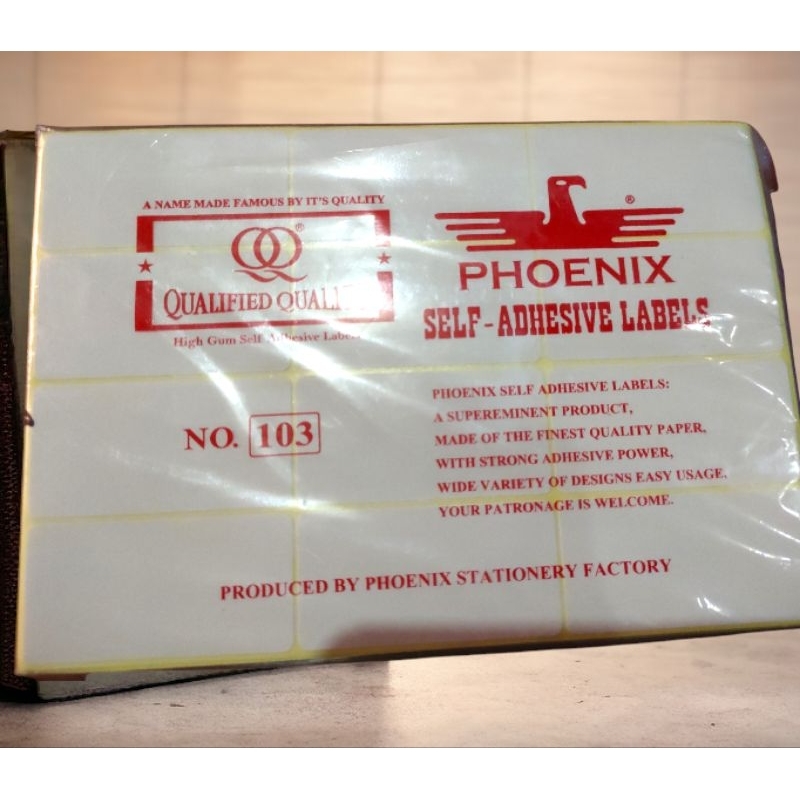 A NAME MADE FAMOUS BY IT'S QUALITY
QQ®
QUALIFIED QUALITY
High Gum Self Adhesive Labels
NO. 103
®
PHOENIX
SELF-ADHESIVE LABELS
PHOENIX SELF ADHESIVE LABELS:
A SUPEREMINENT PRODUCT,
MADE OF THE FINEST QUALITY PAPER,
WITH STRONG ADHESIVE POWER,
WIDE VARIETY OF DESIGNS EASY USAGE.
YOUR PATRONAGE IS WELCOME.
PRODUCED BY PHOENIX STATIONERY FACTORY